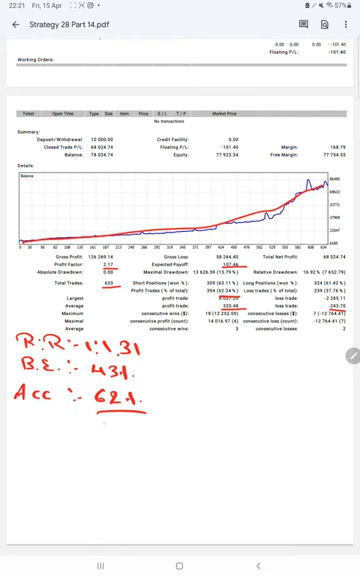 22:21 Fri, 15 Apr 57%
Strategy 28 Part 14.pdf
0.00 0.00 0.00 -101.40
Floating P/L: -101.40
Working Orders:
Ticket Open Time Type Size Item Price S / L T / P Market Price
No transactions
Summary:
Deposit/Withdrawal: 10 000.00 Credit Facility: 0.00
Closed Trade P/L: 68 024.74 Floating P/L: -101.40 Margin: 168.79
Balance: 78 024.74 Equity: 77 923.34 Free Margin: 77 754.55
Details:
Balance
Gross Profit: 126 269.14 Gross Loss: 58 244.40 Total Net Profit: 68 024.74
Profit Factor: 2.17 Expected Payoff: 107.46
Absolute Drawdown: 0.00 Maximal Drawdown: 13 626.59 (15.79%) Relative Drawdown: 16.92% (7 652.79)
Total Trades: 633 Short Positions (won %): 309 (63.11%) Long Positions (won %): 324 (61.42%)
Profit Trades (% of total): 394 (62.24%) Loss trades (% of total): 239 (37.76%)
Largest profit trade: loss trade: -2 285.11
Average profit trade: 320.48 loss trade: -243.70
Maximum consecutive wins ($): consecutive losses ($): 7 (-12 764.41)
Maximal consecutive profit (count): 14 016.97 (4) consecutive loss (count): -12 764.41 (7)
Average consecutive wins: 3 consecutive losses: 2
R:R :- 1:1.31
B.E. :- 43%
Acc :- 62%